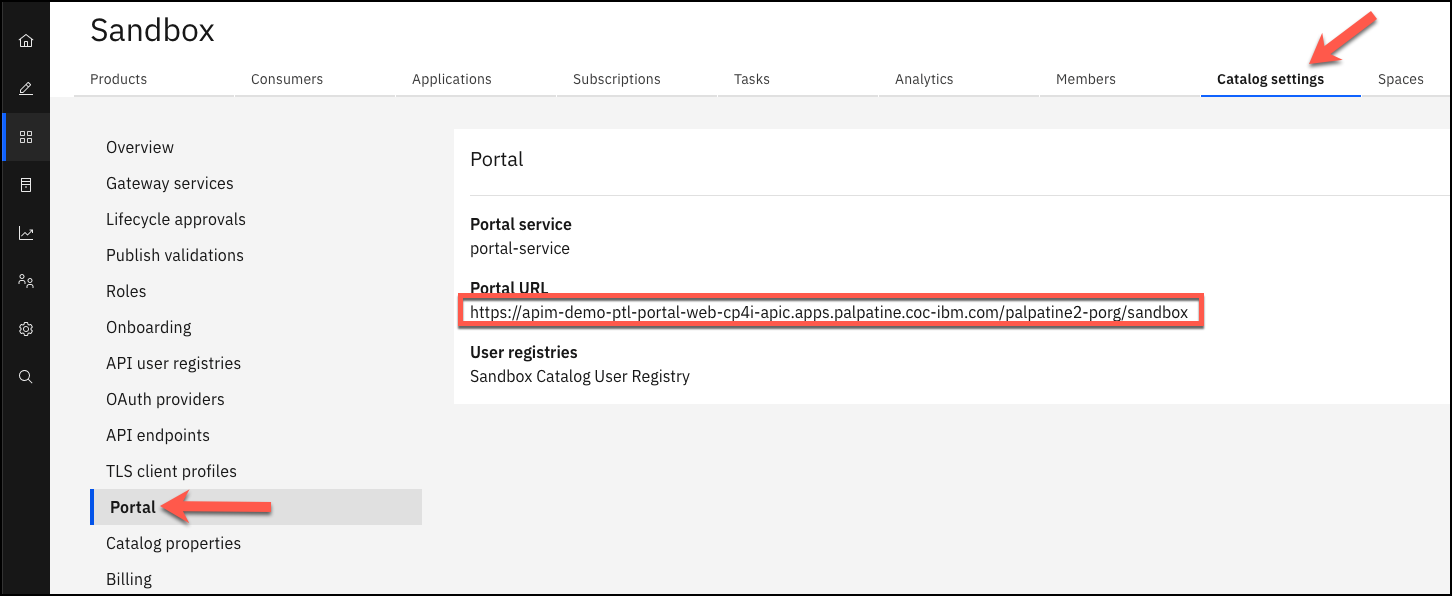 Sandbox
Products Consumers Applications Subscriptions Tasks Analytics Members Catalog settings Spaces
Overview
Gateway services
Lifecycle approvals
Publish validations
Roles
Onboarding
API user registries
OAuth providers
API endpoints
TLS client profiles
Portal
Catalog properties
Billing
Portal
Portal service
portal-service
Portal URL
https://apim-demo-ptl-portal-web-cp4i-apic.apps.palpatine.coc-ibm.com/palpatine2-porg/sandbox
User registries
Sandbox Catalog User Registry